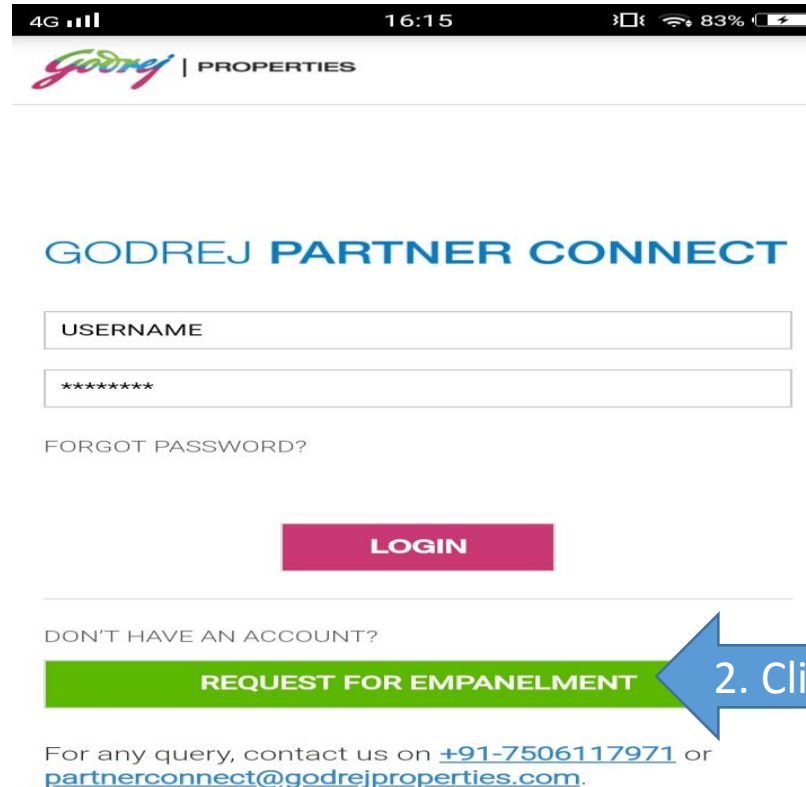 4G 16:15 83%
Godrej | PROPERTIES
GODREJ PARTNER CONNECT
USERNAME
********
FORGOT PASSWORD?
LOGIN
DON'T HAVE AN ACCOUNT?
REQUEST FOR EMPANELMENT
2. Cli
For any query, contact us on +91-7506117971 or
partnerconnect@godrejproperties.com.